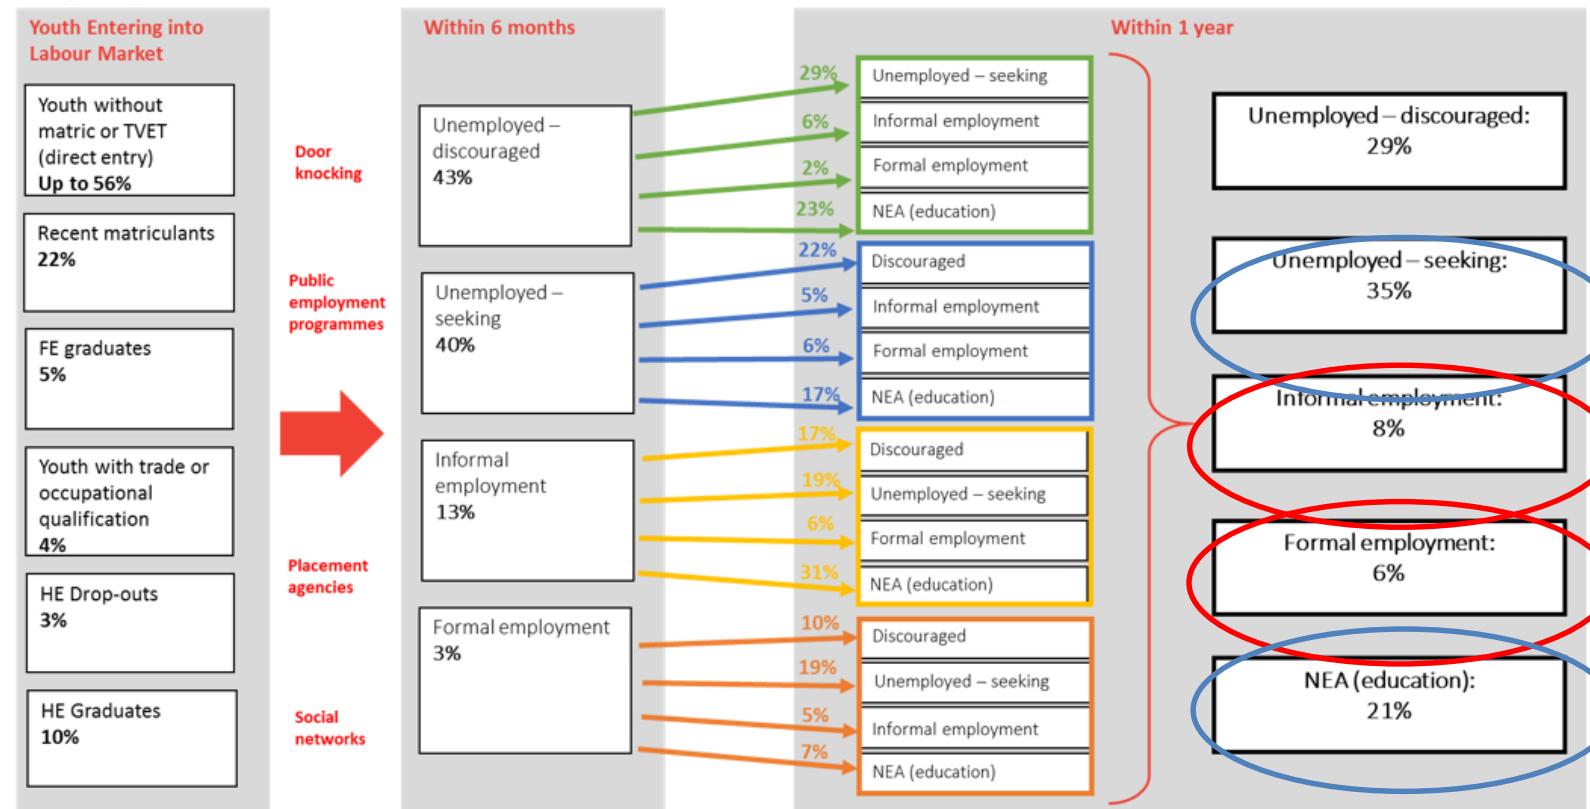 Youth Entering into
Labour Market
Youth without
matric or TVET
(direct entry)
Up to 56%
Recent matriculants
22%
FE graduates
5%
Youth with trade or
occupational
qualification
4%
HE Drop-outs
3%
HE Graduates
10%
Door
knocking
Public
employment
programmes
Placement
agencies
Social
networks
Within 6 months
Unemployed –
discouraged
43%
Unemployed –
seeking
40%
Informal
employment
13%
Formal employment
3%
Within 1 year
29%
Unemployed – seeking
6%
Informal employment
2%
Formal employment
23%
NEA (education)
22%
Discouraged
5%
Informal employment
6%
Formal employment
17%
NEA (education)
17%
Discouraged
19%
Unemployed – seeking
6%
Formal employment
31%
NEA (education)
10%
Discouraged
19%
Unemployed – seeking
5%
Informal employment
7%
NEA (education)
Unemployed – discouraged:
29%
Unemployed – seeking:
35%
Informal employment:
8%
Formal employment:
6%
NEA (education):
21%